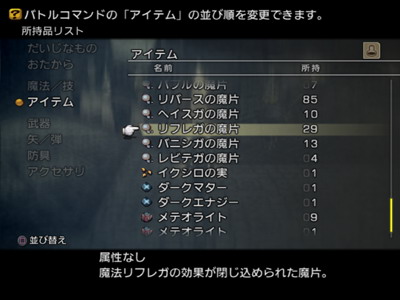 バトルコマンドの「アイテム」の並び順を変更できます。
所持品リスト
だいじなもの
おたから
魔法／技
アイテム
武器
矢／弾
防具
アクセサリ
アイテム
名前 所持
バブルの魔片 07
リバースの魔片 85
ヘイスガの魔片 10
リフレガの魔片 29
バニシガの魔片 13
レビテガの魔片 04
イクシロの実 01
ダークマター 01
ダークエナジー 01
メテオライト 09
メテオライト 01
並び替え
属性なし
魔法リフレガの効果が閉じ込められた魔片。